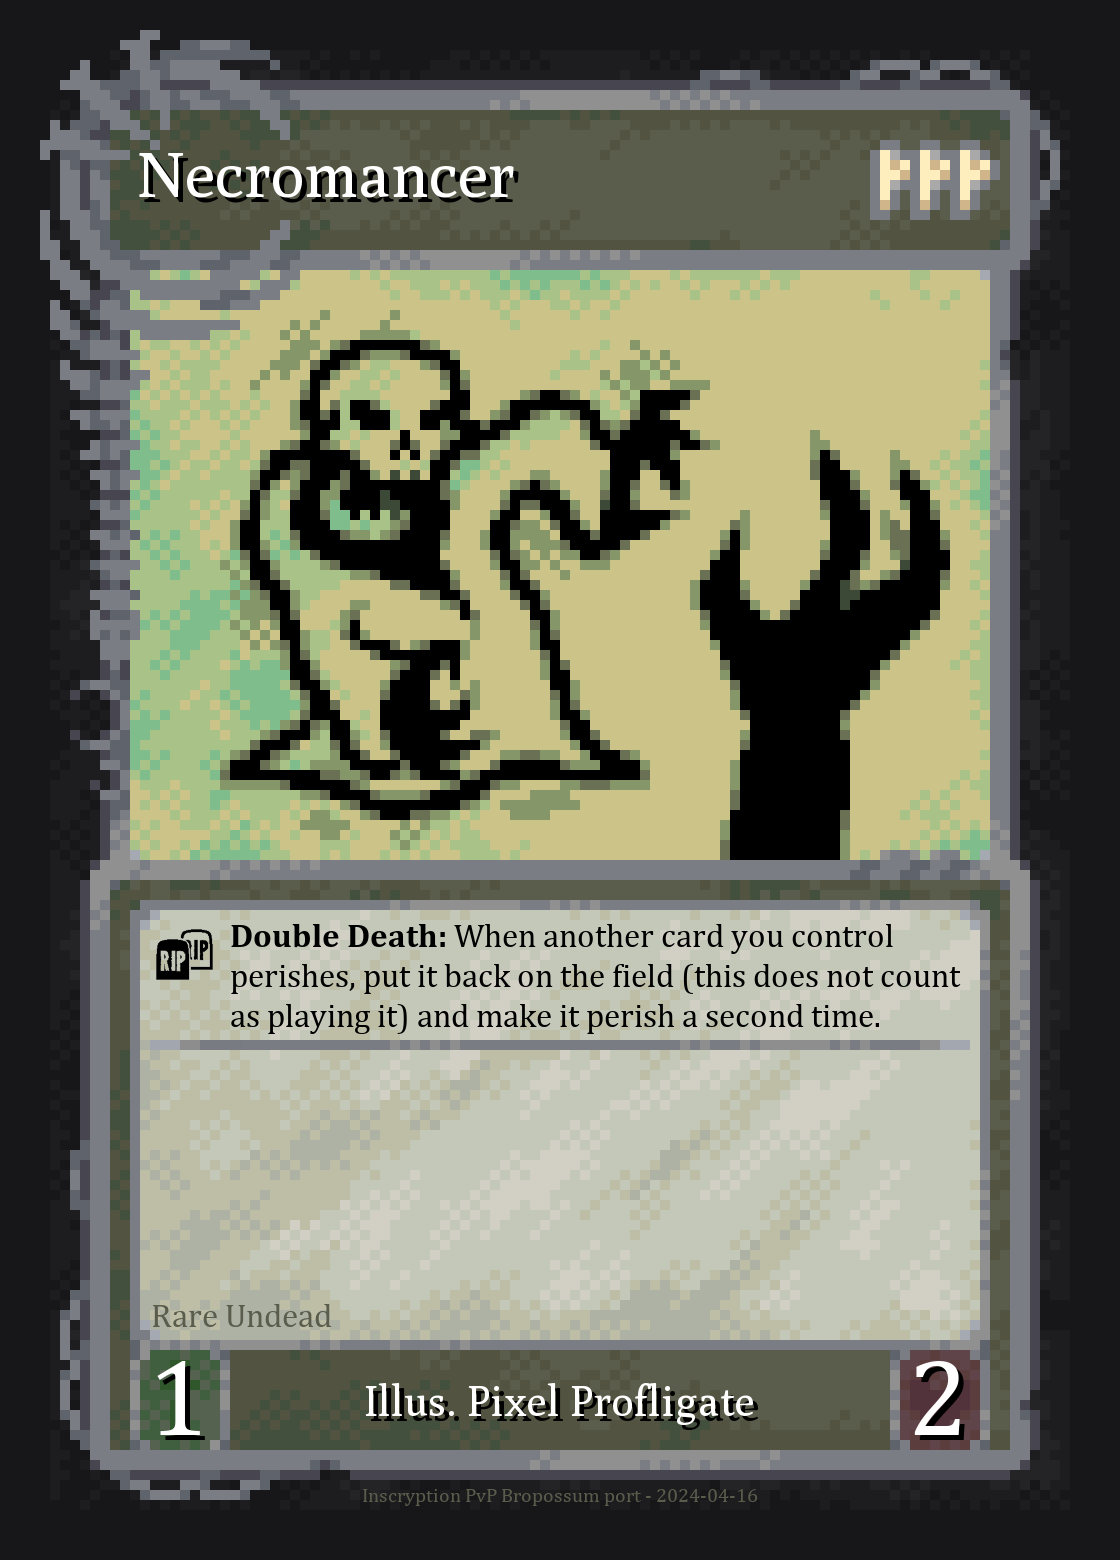 Necromancer
RIP RIP
Double Death: When another card you control
perishes, put it back on the field (this does not count
as playing it) and make it perish a second time.
Rare Undead
1
Illus. Pixel Profligate
2
Inscryption PvP Bropossum port - 2024-04-16